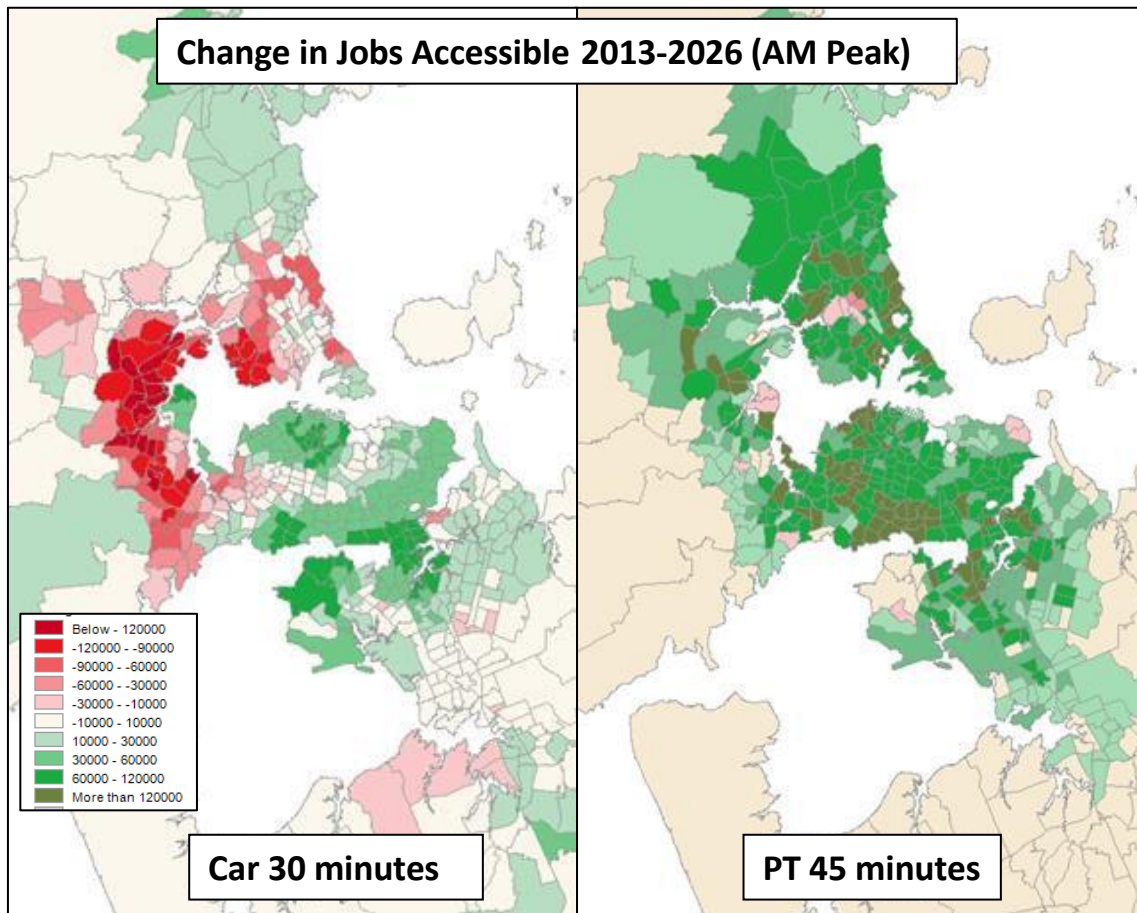 Change in Jobs Accessible 2013-2026 (AM Peak)
Below - 120000
-120000 - -90000
-90000 - -60000
-60000 - -30000
-30000 - -10000
-10000 - 10000
10000 - 30000
30000 - 60000
60000 - 120000
More than 120000
Car 30 minutes
PT 45 minutes